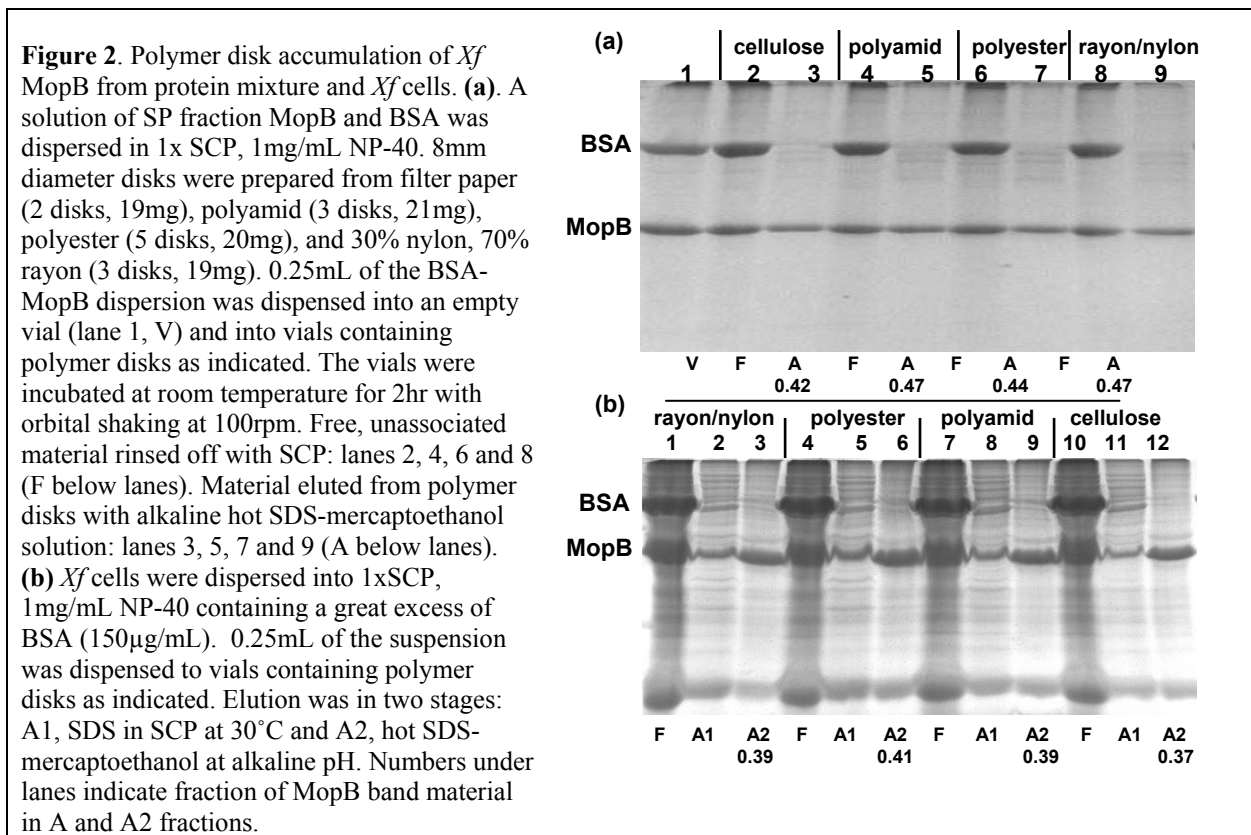 Figure 2. Polymer disk accumulation of Xf
MopB from protein mixture and Xf cells. (a). A
solution of SP fraction MopB and BSA was
dispersed in 1x SCP, 1mg/mL NP-40. 8mm
diameter disks were prepared from filter paper
(2 disks, 19mg), polyamid (3 disks, 21mg),
polyester (5 disks, 20mg), and 30% nylon, 70%
rayon (3 disks, 19mg). 0.25mL of the BSA-
MopB dispersion was dispensed into an empty
vial (lane 1, V) and into vials containing
polymer disks as indicated. The vials were
incubated at room temperature for 2hr with
orbital shaking at 100rpm. Free, unassociated
material rinsed off with SCP: lanes 2, 4, 6 and 8
(F below lanes). Material eluted from polymer
disks with alkaline hot SDS-mercaptoethanol
solution: lanes 3, 5, 7 and 9 (A below lanes).
(b) Xf cells were dispersed into 1xSCP,
1mg/mL NP-40 containing a great excess of
BSA (150µg/mL). 0.25mL of the suspension
was dispensed to vials containing polymer
disks as indicated. Elution was in two stages:
A1, SDS in SCP at 30˚C and A2, hot SDS-
mercaptoethanol at alkaline pH. Numbers under
lanes indicate fraction of MopB band material
in A and A2 fractions.
(a)
cellulose polyamid polyester rayon/nylon
1 2 3 4 5 6 7 8 9
BSA
MopB
V F A F A F A F A
0.42 0.47 0.44 0.47
(b)
rayon/nylon polyester polyamid cellulose
1 2 3 4 5 6 7 8 9 10 11 12
BSA
MopB
F A1 A2 F A1 A2 F A1 A2 F A1 A2
0.39 0.41 0.39 0.37